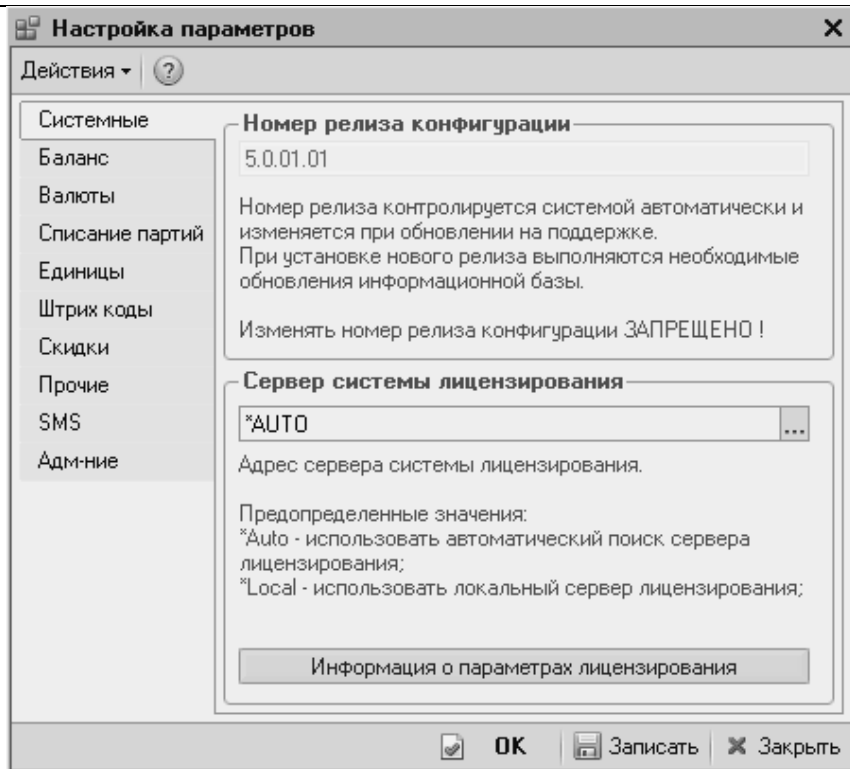 Настройка параметров
Действия
Системные
Баланс
Валюты
Списание партий
Единицы
Штрих коды
Скидки
Прочие
SMS
Адм-ние
Номер релиза конфигурации
5.0.01.01
Номер релиза контролируется системой автоматически и
изменяется при обновлении на поддержке.
При установке нового релиза выполняются необходимые
обновления информационной базы.
Изменять номер релиза конфигурации ЗАПРЕЩЕНО !
Сервер системы лицензирования
*AUTO
...
Адрес сервера системы лицензирования.
Предопределенные значения:
*Auto - использовать автоматический поиск сервера
лицензирования;
*Local - использовать локальный сервер лицензирования;
Информация о параметрах лицензирования
OK
Записать
Закрыть